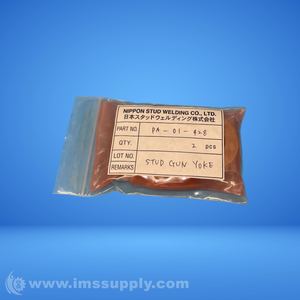 NIPPON STUD WELDING CO., LTD.
日本スタッドウェルディング株式会社
PART NO. PA-01-428
QTY. 2 pcs
LOT NO.
REMARKS STUD GUN YOKE
© www.imssupply.com